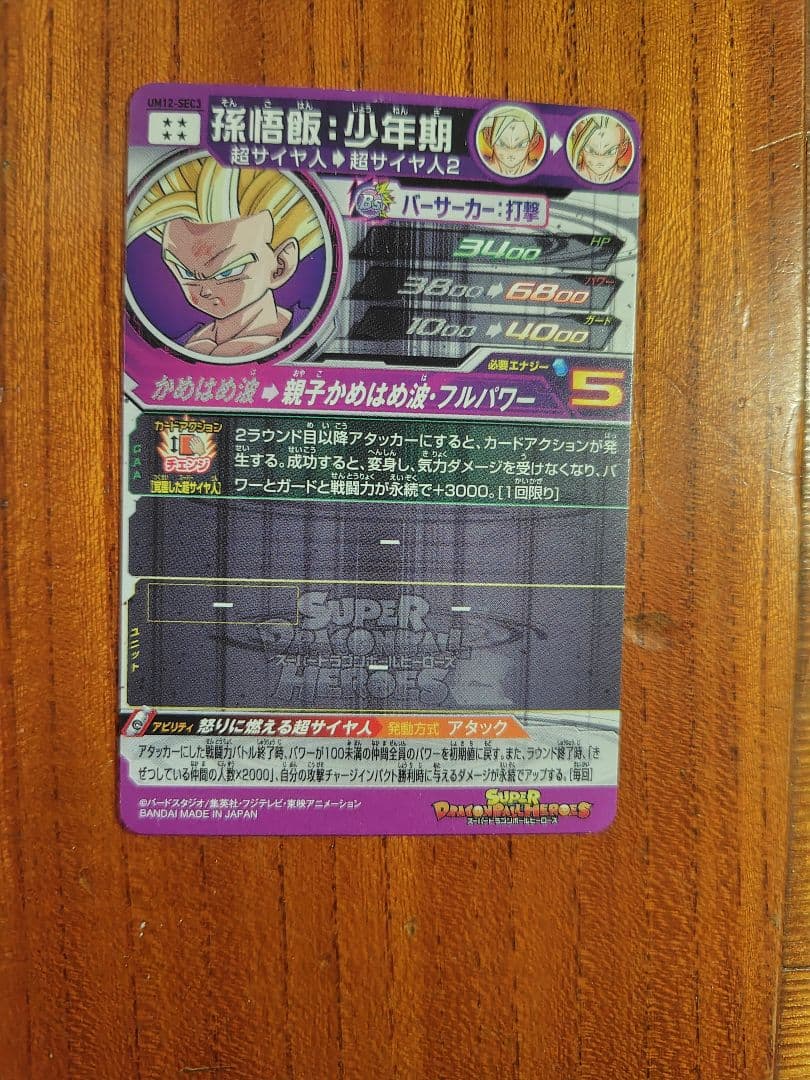 UM12-SEC3
★★
★★
孫悟飯:少年期
超サイヤ人➡超サイヤ人2
バーサーカー:打撃
3400 HP
3800➡6800 パワー
1000➡4000 ガード
必要エナジー 5
かめはめ波➡親子かめはめ波・フルパワー
CAA
カードアクション
チェンジ
[覚醒した超サイヤ人]
2ラウンド目以降アタッカーにすると、カードアクションが発
生する。成功すると、変身し、気力ダメージを受けなくなり、パ
ワーとガードと戦闘力が永続で+3000。[1回限り]
ー
ユニット
ー ー
ー
SUPER
DRAGONBALL
スーパードラゴンボールヒーローズ
HEROES
アビリティ 怒りに燃える超サイヤ人 発動方式 アタック
アタッカーにした戦闘力バトル終了時、パワーが100未満の仲間全員のパワーを初期値に戻す。また、ラウンド終了時、「き
ぜつしている仲間の人数×2000」、自分の攻撃チャージインパクト勝利時に与えるダメージが永続でアップする。[毎回]
©バードスタジオ/集英社・フジテレビ・東映アニメーション
BANDAI MADE IN JAPAN
SUPER
DRAGONBALL HEROES
スーパードラゴンボールヒーローズ